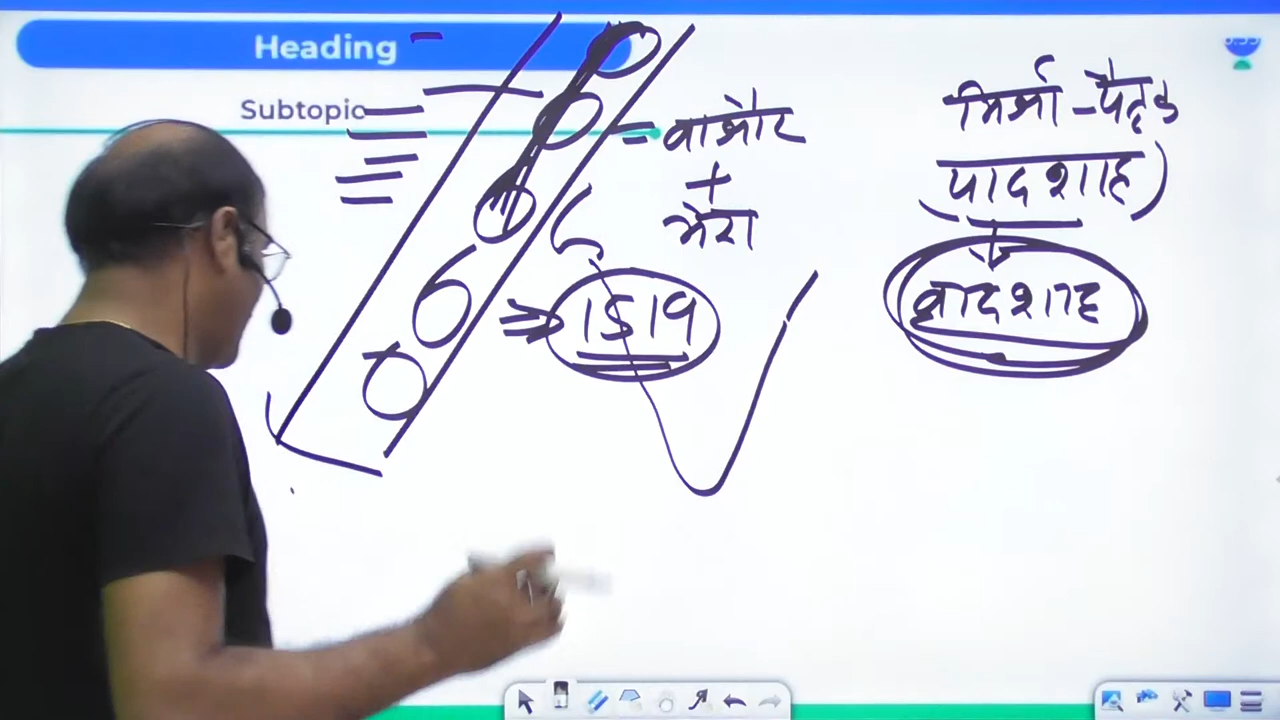 Heading -
Subtopic
- बाजौर
+
भेरा
⇒ 1519
मिर्जा - पैतृक
(पादशाह)
बादशाह